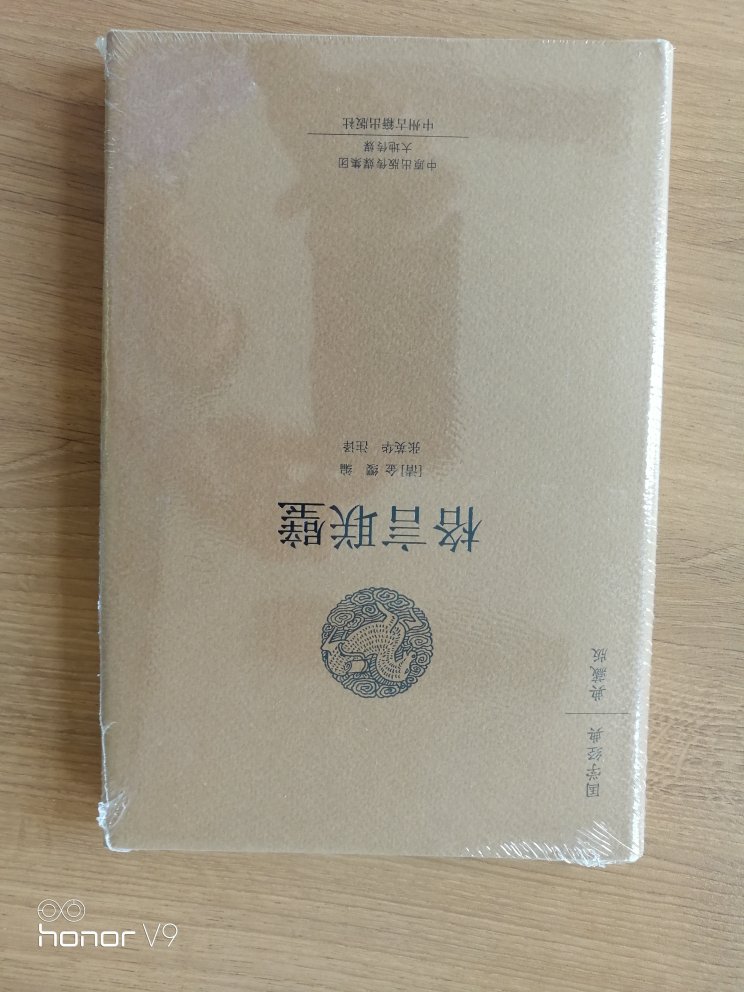 国学经典
典藏版
格言联璧
[清]金 缨 编
张英华 注译
中原出版传媒集团
大地传媒
中州古籍出版社
honor V9